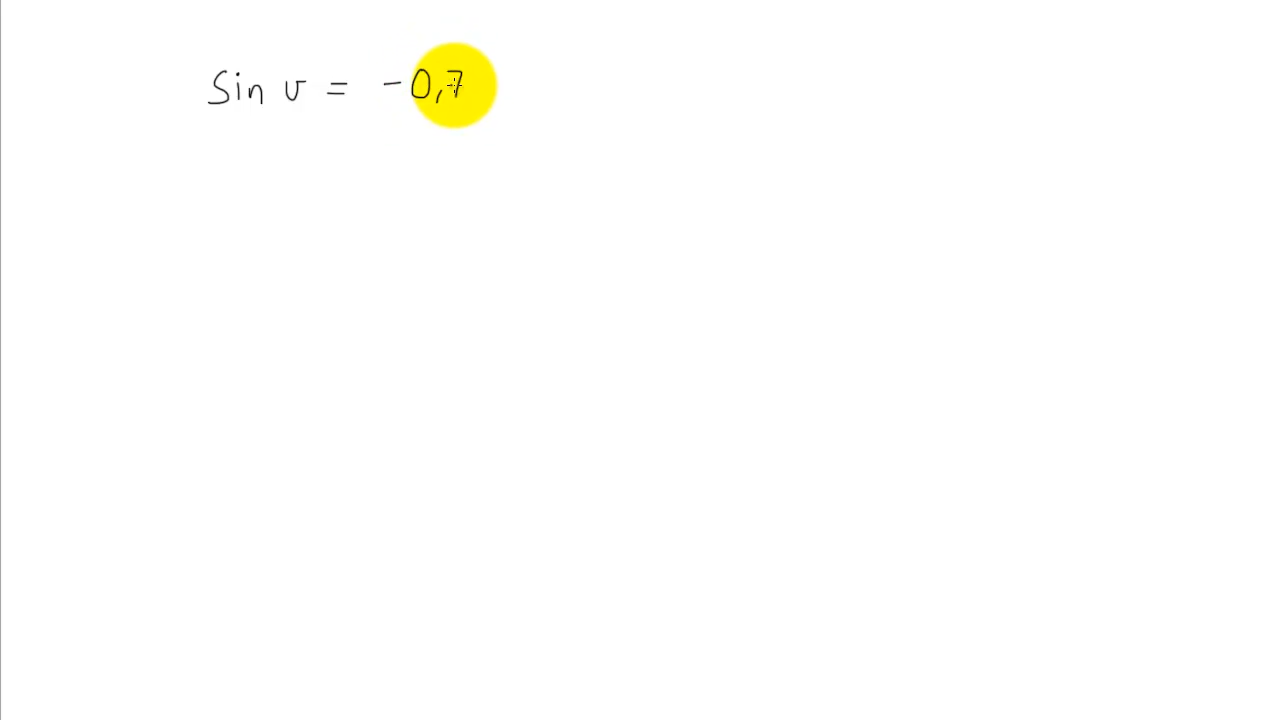 Sin v = -0,7